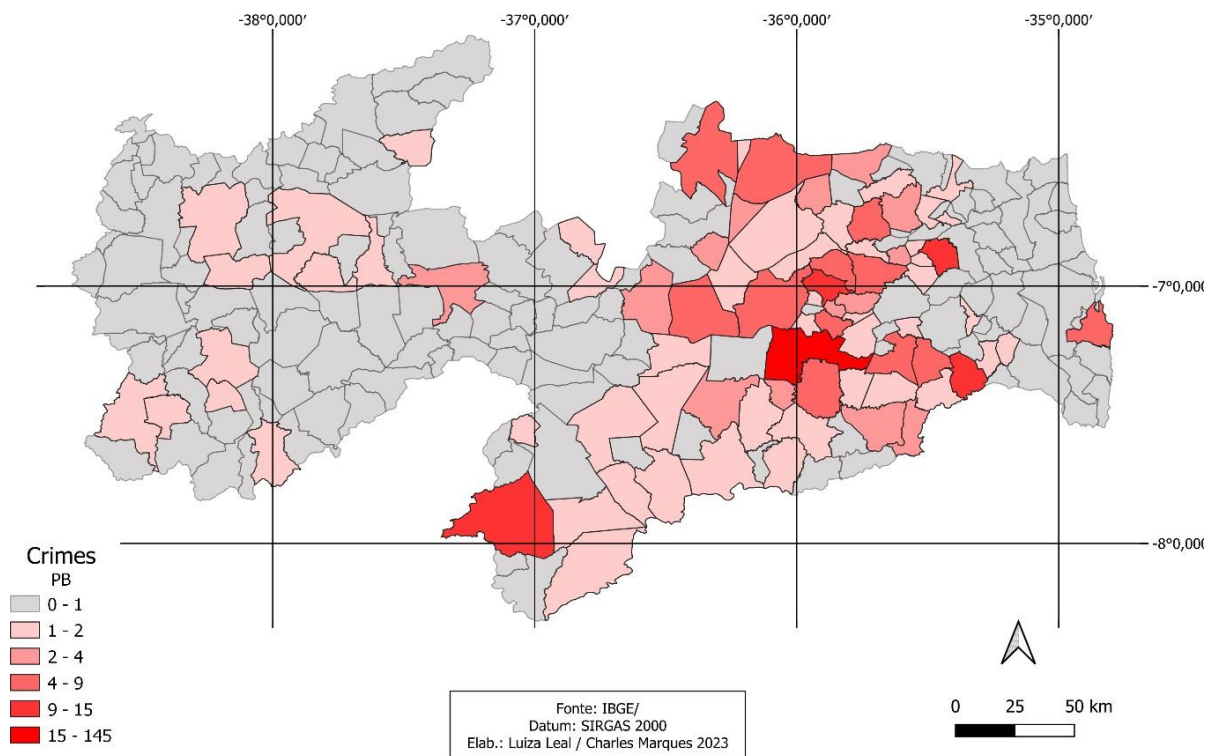 -38°0,000'
-37°0,000'
-36°0,000'
-35°0,000'
-7°0,00
-8°0,00
Crimes
PB
0 - 1
1 - 2
2 - 4
4 - 9
9 - 15
15 - 145
Fonte: IBGE/
Datum: SIRGAS 2000
Elab.: Luiza Leal / Charles Marques 2023
0 25 50 km